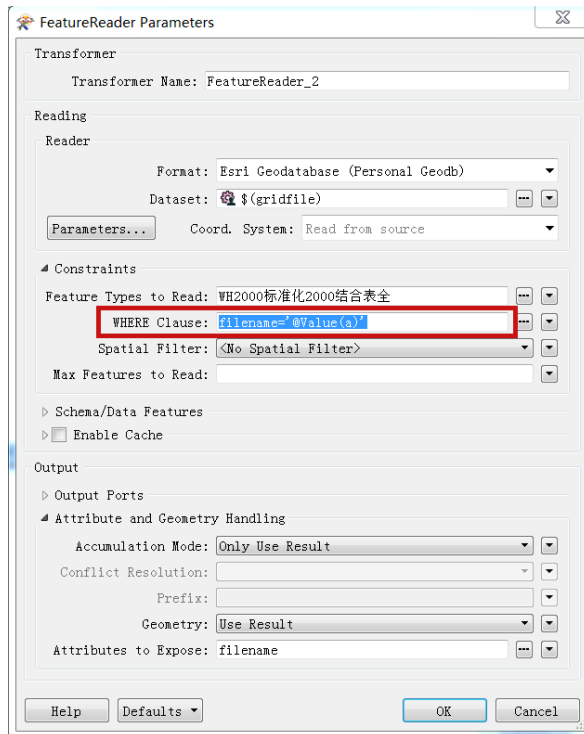 FeatureReader Parameters
Transformer
Transformer Name: FeatureReader_2
Reading
Reader
Format: Esri Geodatabase (Personal Geodb)
Dataset: $(gridfile)
Parameters... Coord. System: Read from source
Constraints
Feature Types to Read: WH2000标准化2000结合表全
WHERE Clause: filename='@Value(a)'
Spatial Filter: <No Spatial Filter>
Max Features to Read:
Schema/Data Features
Enable Cache
Output
Output Ports
Attribute and Geometry Handling
Accumulation Mode: Only Use Result
Conflict Resolution:
Prefix:
Geometry: Use Result
Attributes to Expose: filename
Help Defaults OK Cancel